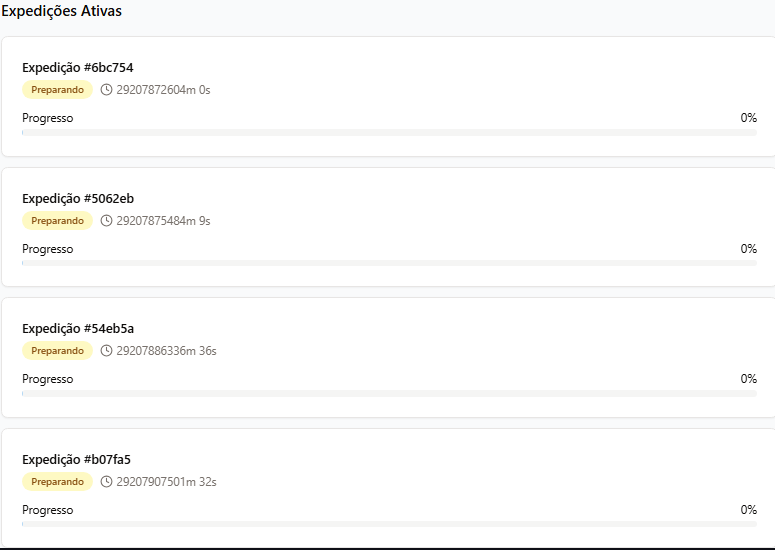 Expedições Ativas
Expedição #6bc754
Preparando 29207872604m 0s
Progresso 0%
Expedição #5062eb
Preparando 29207875484m 9s
Progresso 0%
Expedição #54eb5a
Preparando 29207886336m 36s
Progresso 0%
Expedição #b07fa5
Preparando 29207907501m 32s
Progresso 0%